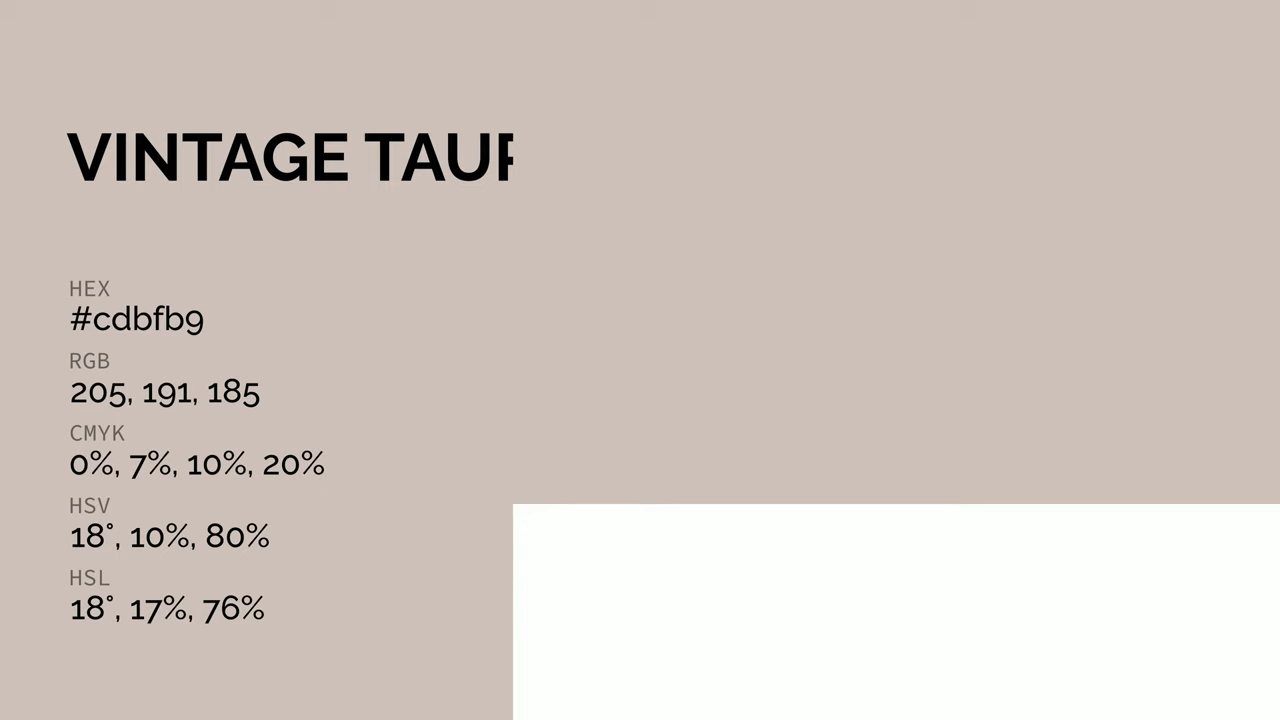 VINTAGE TAUP
HEX
#cdbfb9
RGB
205, 191, 185
CMYK
0%, 7%, 10%, 20%
HSV
18°, 10%, 80%
HSL
18°, 17%, 76%